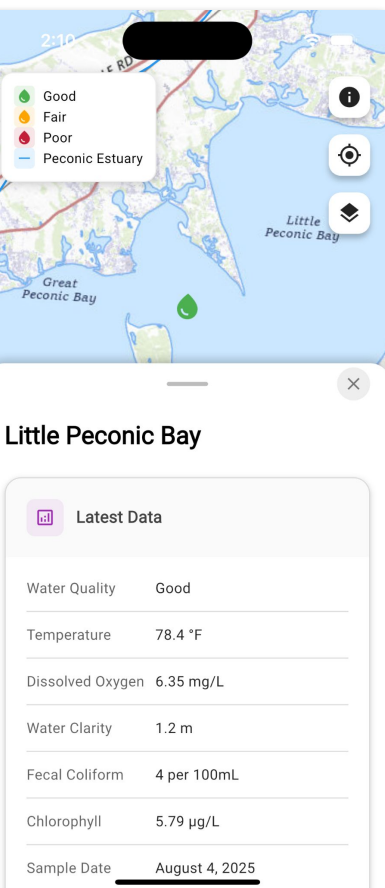 2:10
E RD
Good
Fair
Poor
Peconic Estuary
Little
Peconic Bay
Great
Peconic Bay
Little Peconic Bay
Latest Data
Water Quality Good
Temperature 78.4 °F
Dissolved Oxygen 6.35 mg/L
Water Clarity 1.2 m
Fecal Coliform 4 per 100mL
Chlorophyll 5.79 µg/L
Sample Date August 4, 2025